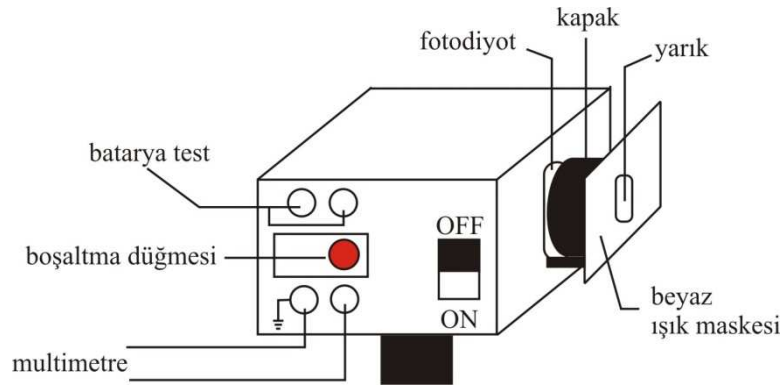 kapak
fotodiyot
yarık
batarya test
OFF
boşaltma düğmesi
ON
beyaz
ışık maskesi
multimetre